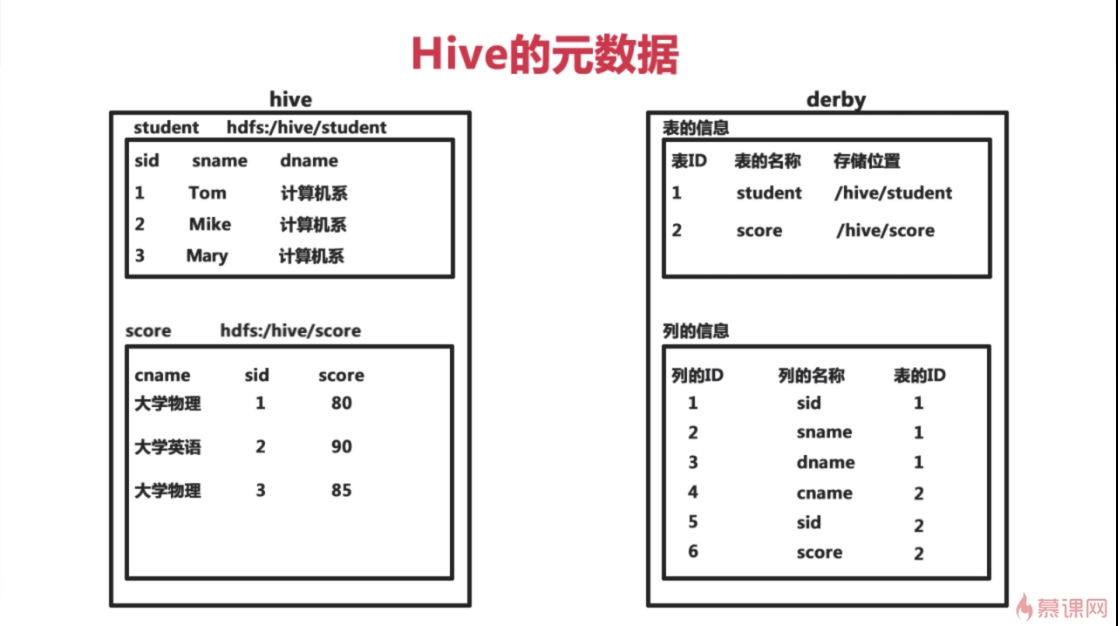 Hive的元数据
hive
student hdfs:/hive/student
sid sname dname
1 Tom 计算机系
2 Mike 计算机系
3 Mary 计算机系
score hdfs:/hive/score
cname sid score
大学物理 1 80
大学英语 2 90
大学物理 3 85
derby
表的信息
表ID 表的名称 存储位置
1 student /hive/student
2 score /hive/score
列的信息
列的ID 列的名称 表的ID
1 sid 1
2 sname 1
3 dname 1
4 cname 2
5 sid 2
6 score 2
慕课网